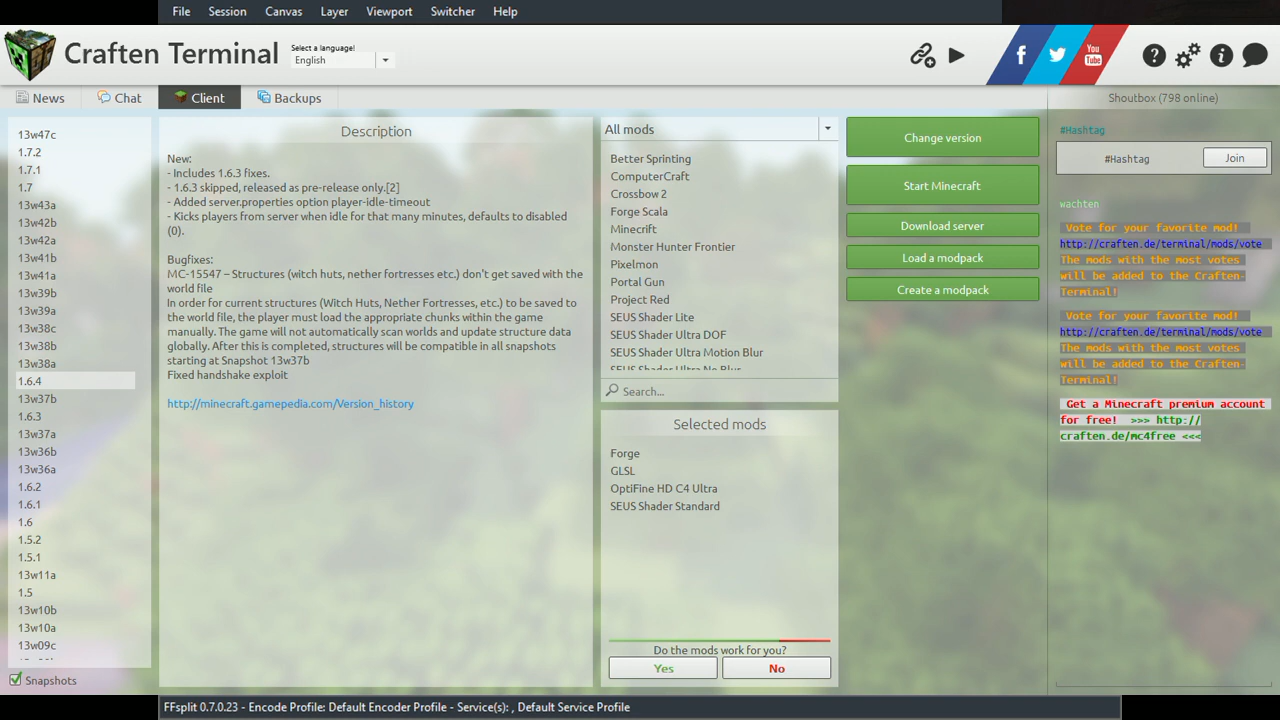 File Session Canvas Layer Viewport Switcher Help
Craften Terminal
Select a language!
English
f
You
Tube
News
Chat
Client
Backups
Shoutbox (798 online)
13w47c
1.7.2
1.7.1
1.7
13w43a
13w42b
13w42a
13w41b
13w41a
13w39b
13w39a
13w38c
13w38b
13w38a
1.6.4
13w37b
1.6.3
13w37a
13w36b
13w36a
1.6.2
1.6.1
1.6
1.5.2
1.5.1
13w11a
1.5
13w10b
13w10a
13w09c
Snapshots
Description
New:
- Includes 1.6.3 fixes.
- 1.6.3 skipped, released as pre-release only.[2]
- Added server.properties option player-idle-timeout
- Kicks players from server when idle for that many minutes, defaults to disabled
(0).
Bugfixes:
MC-15547 – Structures (witch huts, nether fortresses etc.) don't get saved with the
world file
In order for current structures (Witch Huts, Nether Fortresses, etc.) to be saved to
the world file, the player must load the appropriate chunks within the game
manually. The game will not automatically scan worlds and update structure data
globally. After this is completed, structures will be compatible in all snapshots
starting at Snapshot 13w37b
Fixed handshake exploit
http://minecraft.gamepedia.com/Version_history
All mods
Better Sprinting
ComputerCraft
Crossbow 2
Forge Scala
Minecrift
Monster Hunter Frontier
Pixelmon
Portal Gun
Project Red
SEUS Shader Lite
SEUS Shader Ultra DOF
SEUS Shader Ultra Motion Blur
SEUS Shader Ultra No Blur
Search...
Selected mods
Forge
GLSL
OptiFine HD C4 Ultra
SEUS Shader Standard
Do the mods work for you?
Yes
No
Change version
Start Minecraft
Download server
Load a modpack
Create a modpack
#Hashtag
#Hashtag
Join
wachten
Vote for your favorite mod!
http://craften.de/terminal/mods/vote
The mods with the most votes
will be added to the Craften-
Terminal!
Vote for your favorite mod!
http://craften.de/terminal/mods/vote
The mods with the most votes
will be added to the Craften-
Terminal!
Get a Minecraft premium account
for free! >>> http://
craften.de/mc4free <<<
FFsplit 0.7.0.23 - Encode Profile: Default Encoder Profile - Service(s): , Default Service Profile